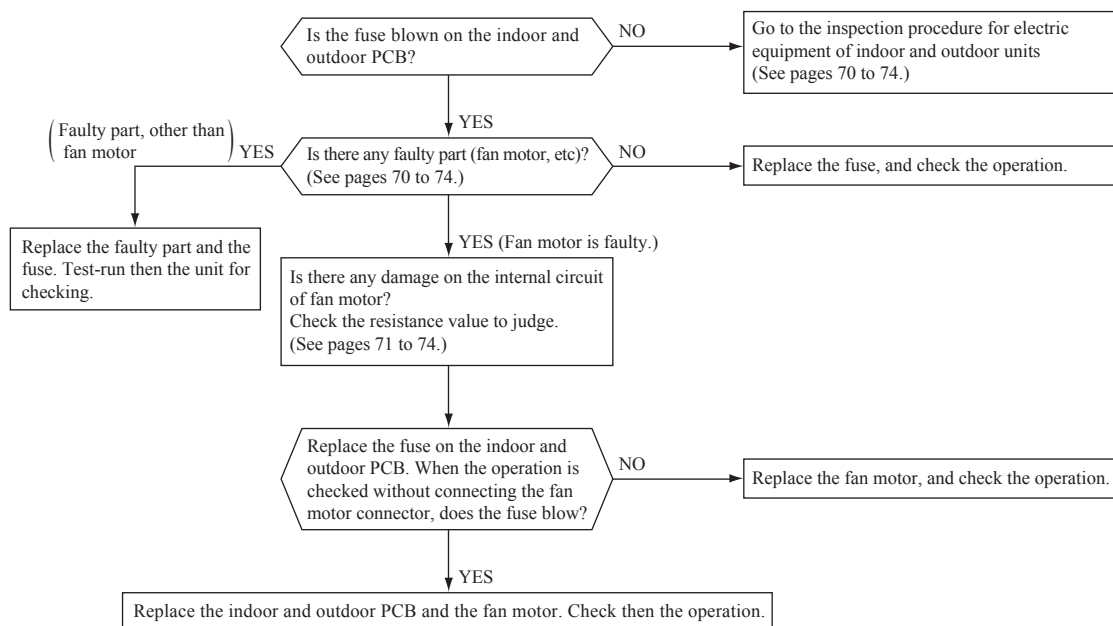 Is the fuse blown on the indoor and
outdoor PCB?
NO
Go to the inspection procedure for electric
equipment of indoor and outdoor units
(See pages 70 to 74.)
YES
(Faulty part, other than
fan motor)
YES
Is there any faulty part (fan motor, etc)?
(See pages 70 to 74.)
NO
Replace the fuse, and check the operation.
Replace the faulty part and the
fuse. Test-run then the unit for
checking.
YES (Fan motor is faulty.)
Is there any damage on the internal circuit
of fan motor?
Check the resistance value to judge.
(See pages 71 to 74.)
Replace the fuse on the indoor and
outdoor PCB. When the operation is
checked without connecting the fan
motor connector, does the fuse blow?
NO
Replace the fan motor, and check the operation.
YES
Replace the indoor and outdoor PCB and the fan motor. Check then the operation.